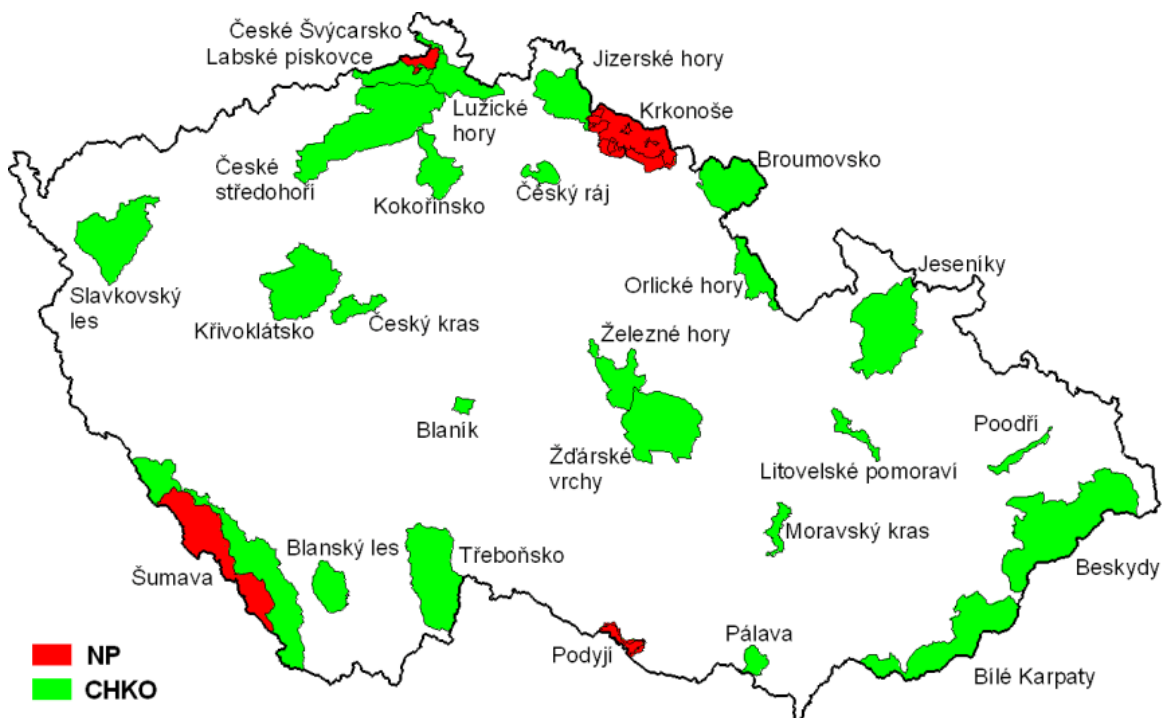 České Švýcarsko
Labské pískovce
Jizerské hory
Lužické
hory
Krkonoše
České
středohoří
Kokořínsko
Český ráj
Broumovsko
Slavkovský
les
Křivoklátsko
Český kras
Orlické hory
Jeseníky
Železné hory
Blaník
Žďárské
vrchy
Litovelské pomoraví
Poodří
Moravský kras
Beskydy
Blanský les
Třeboňsko
Šumava
Podyjí
Pálava
Bílé Karpaty
NP
CHKO